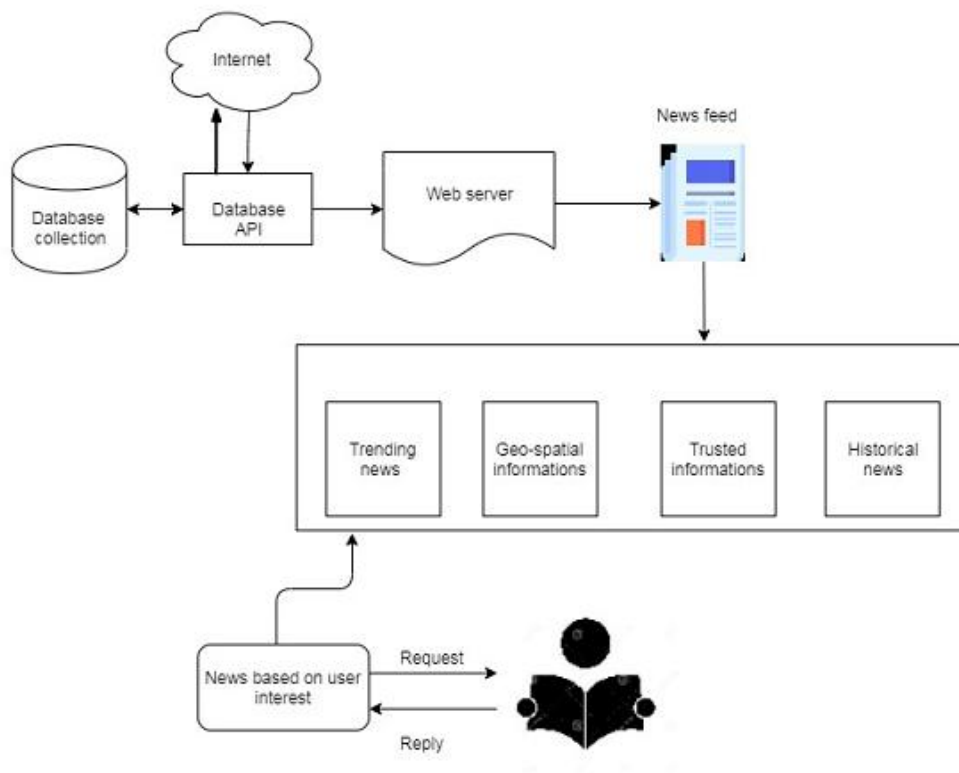 Internet
News feed
Database
collection
Database
API
Web server
Trending
news
Geo-spatial
informations
Trusted
informations
Historical
news
News based on user
interest
Request
Reply